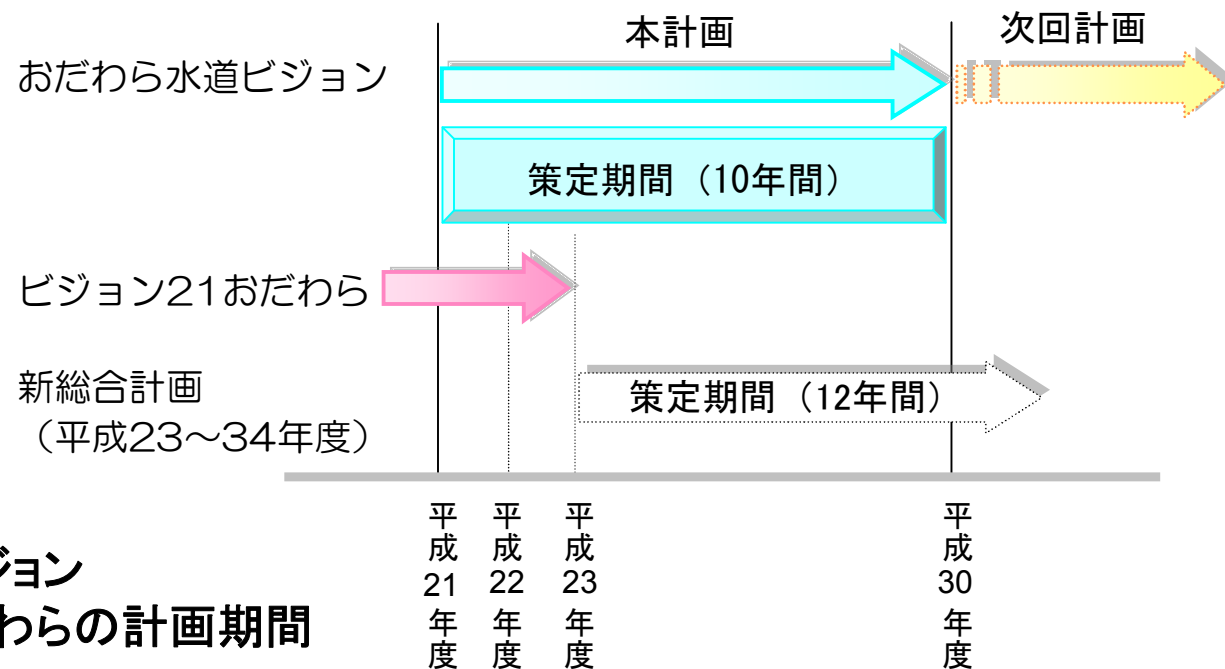 本計画
次回計画
おだわら水道ビジョン
策定期間（10年間）
ビジョン21おだわら
新総合計画
（平成23～34年度）
策定期間（12年間）
平成21年度
平成22年度
平成23年度
平成30年度
ジョン
わらの計画期間